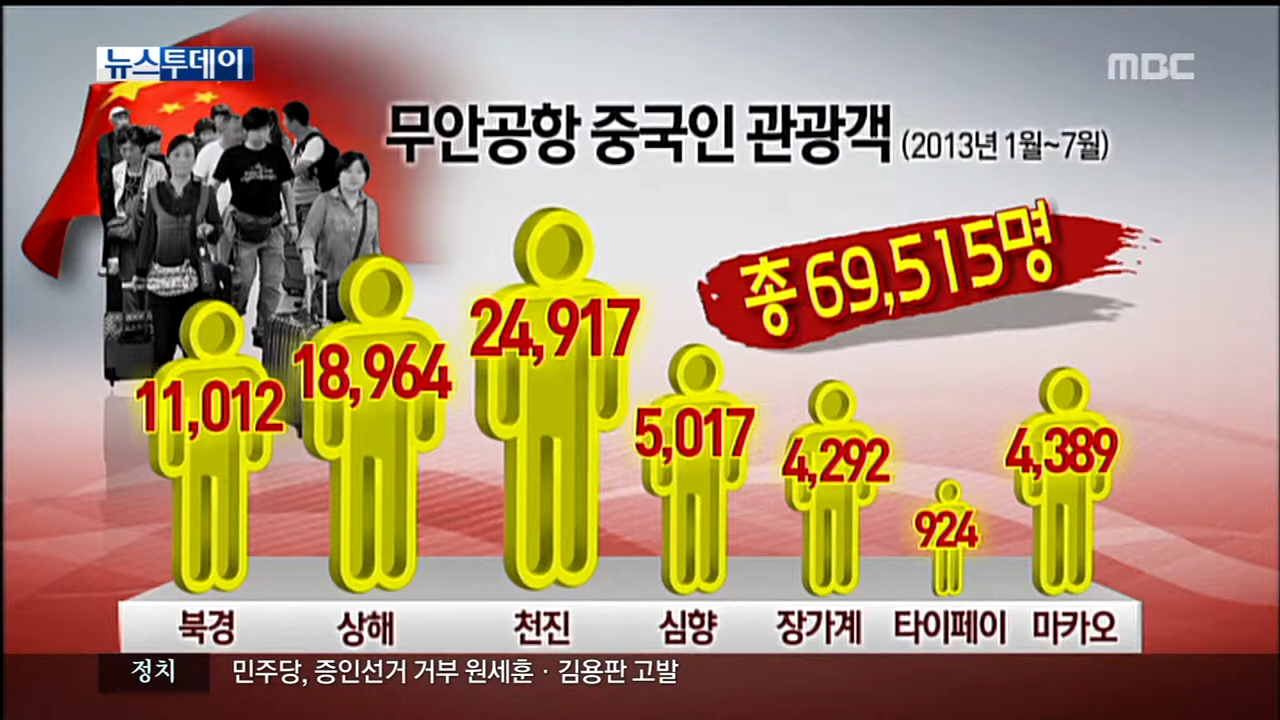 뉴스투데이
MBC
무안공항 중국인 관광객 (2013년 1월~7월)
총 69,515명
11,012
18,964
24,917
5,017
4,292
924
4,389
북경 상해 천진 심향 장가계 타이페이 마카오
정치 민주당, 증인선거 거부 원세훈·김용판 고발